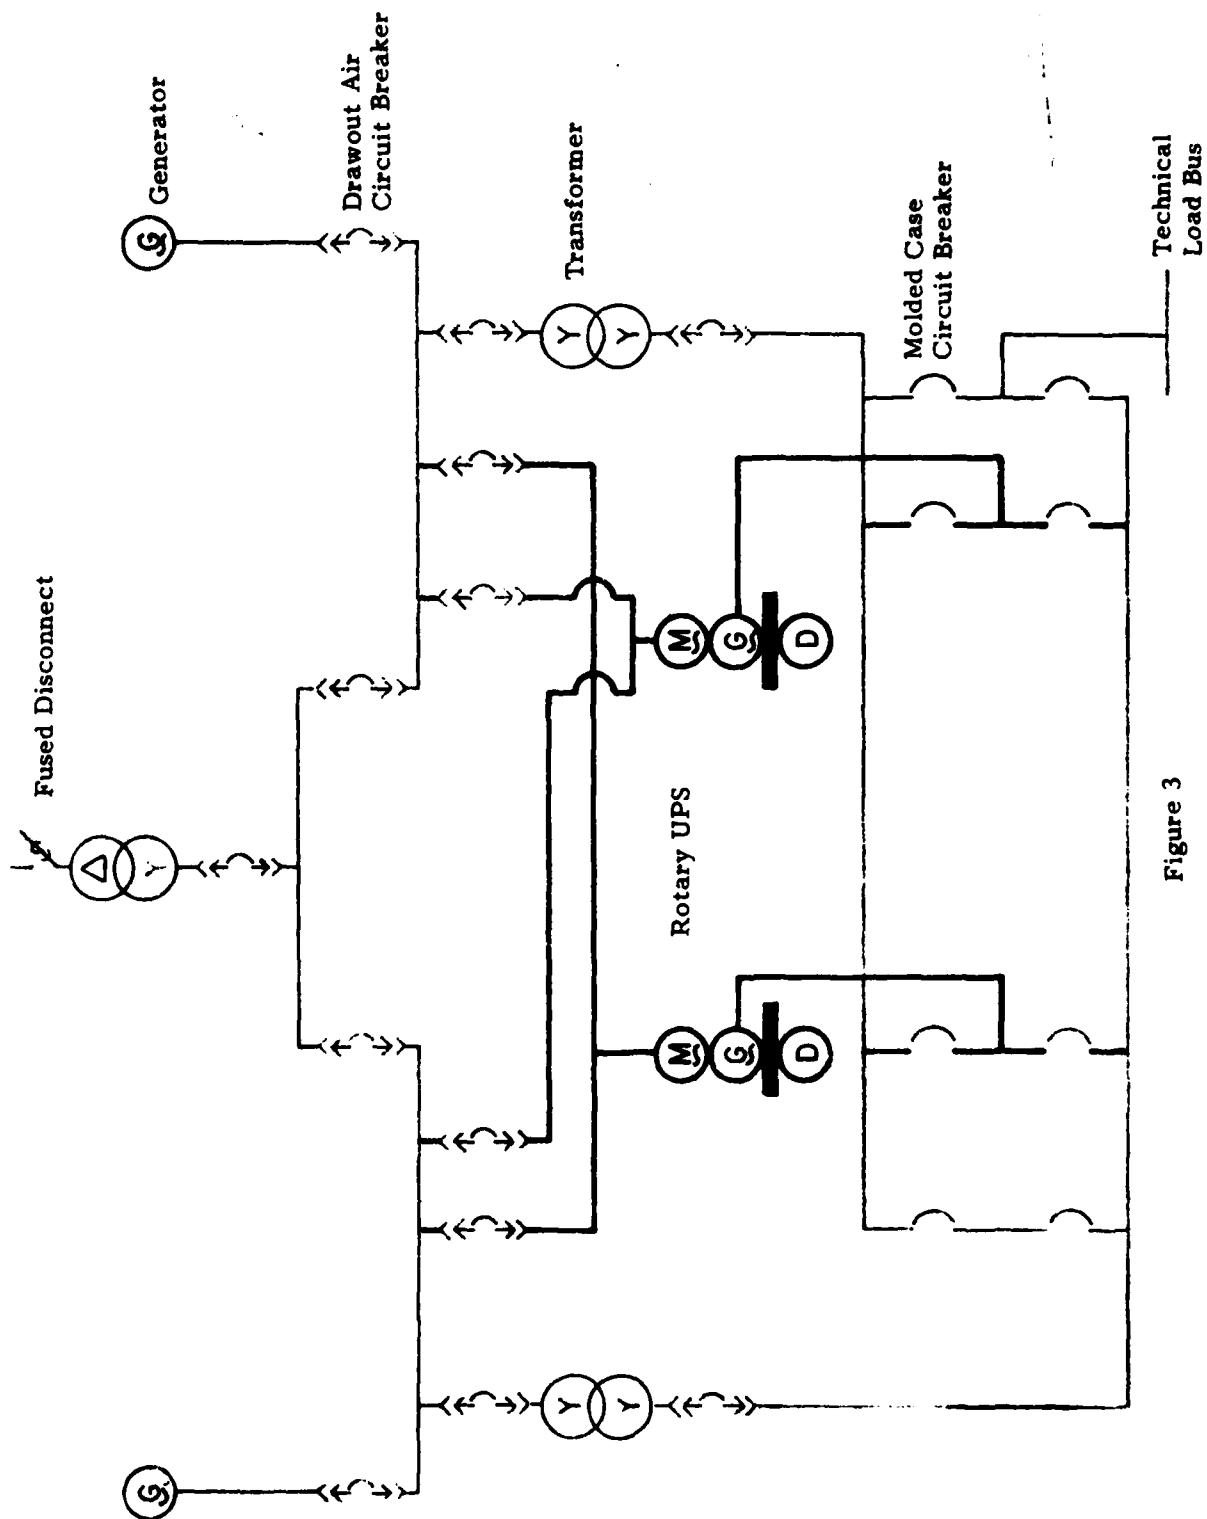 Fused Disconnect
Δ
Y
G
G
Generator
Drawout Air
Circuit Breaker
Y
Y
Y
Y
Transformer
M
G
D
Rotary UPS
M
G
D
Molded Case
Circuit Breaker
Technical
Load Bus
Figure 3